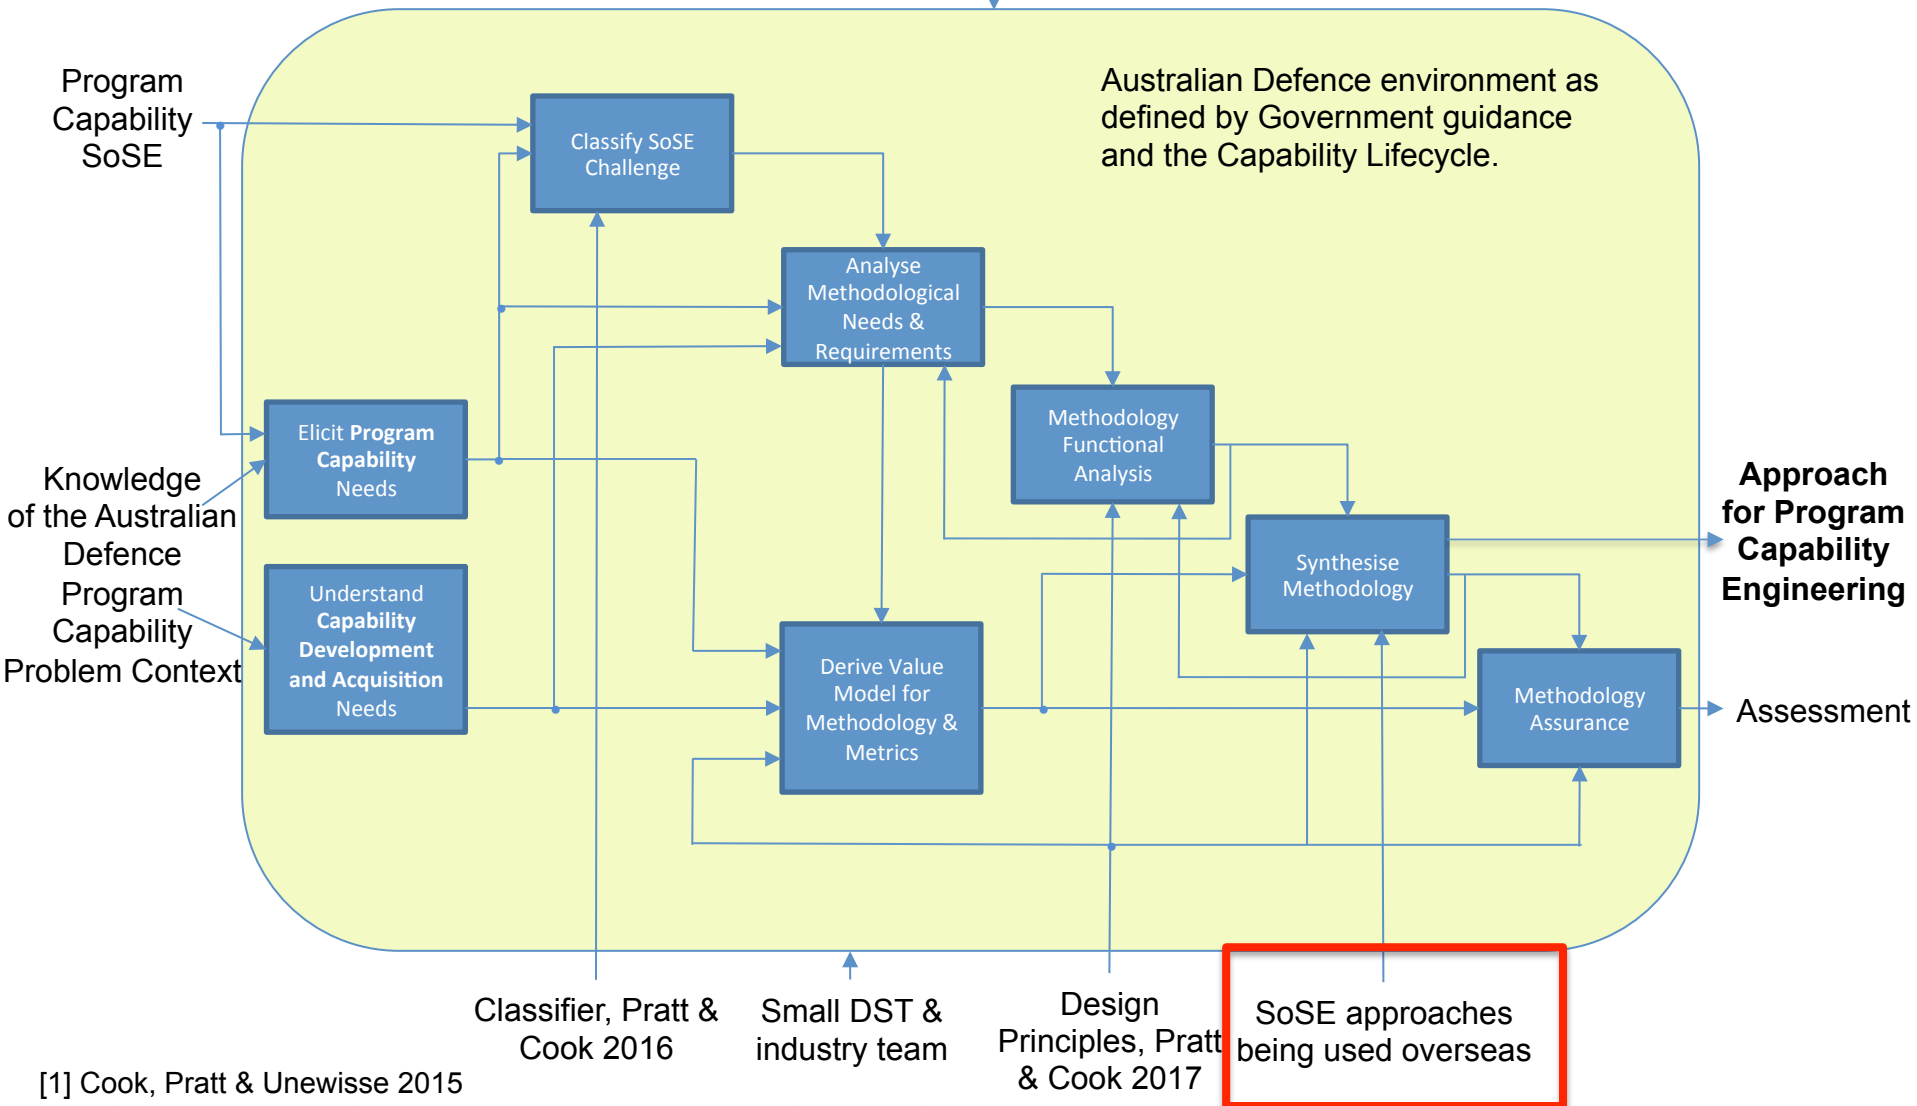 Program
Capability
SoSE
Australian Defence environment as
defined by Government guidance
and the Capability Lifecycle.
Classify SoSE
Challenge
Analyse
Methodological
Needs &
Requirements
Elicit Program
Capability
Needs
Methodology
Functional
Analysis
Knowledge
of the Australian
Defence
Program
Capability
Problem Context
Approach
for Program
Capability
Engineering
Synthesise
Methodology
Understand
Capability
Development
and Acquisition
Needs
Derive Value
Model for
Methodology &
Metrics
Methodology
Assurance
Assessment
Classifier, Pratt &
Cook 2016
Small DST &
industry team
Design
Principles, Pratt
& Cook 2017
SoSE approaches
being used overseas
[1] Cook, Pratt & Unewisse 2015